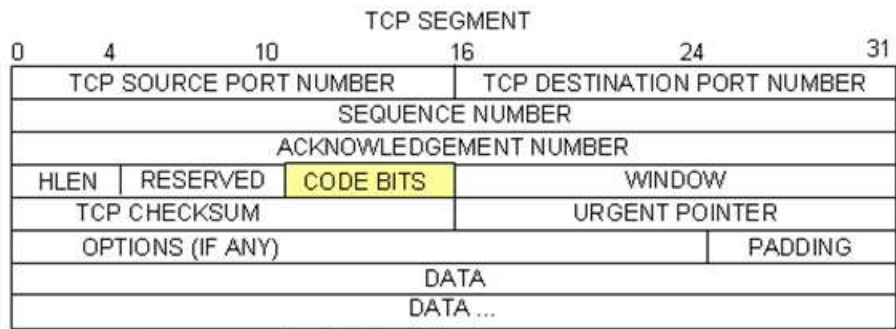 TCP SEGMENT
0 4 10 16 24 31
TCP SOURCE PORT NUMBER TCP DESTINATION PORT NUMBER
SEQUENCE NUMBER
ACKNOWLEDGEMENT NUMBER
HLEN RESERVED CODE BITS WINDOW
TCP CHECKSUM URGENT POINTER
OPTIONS (IF ANY) PADDING
DATA
DATA ...